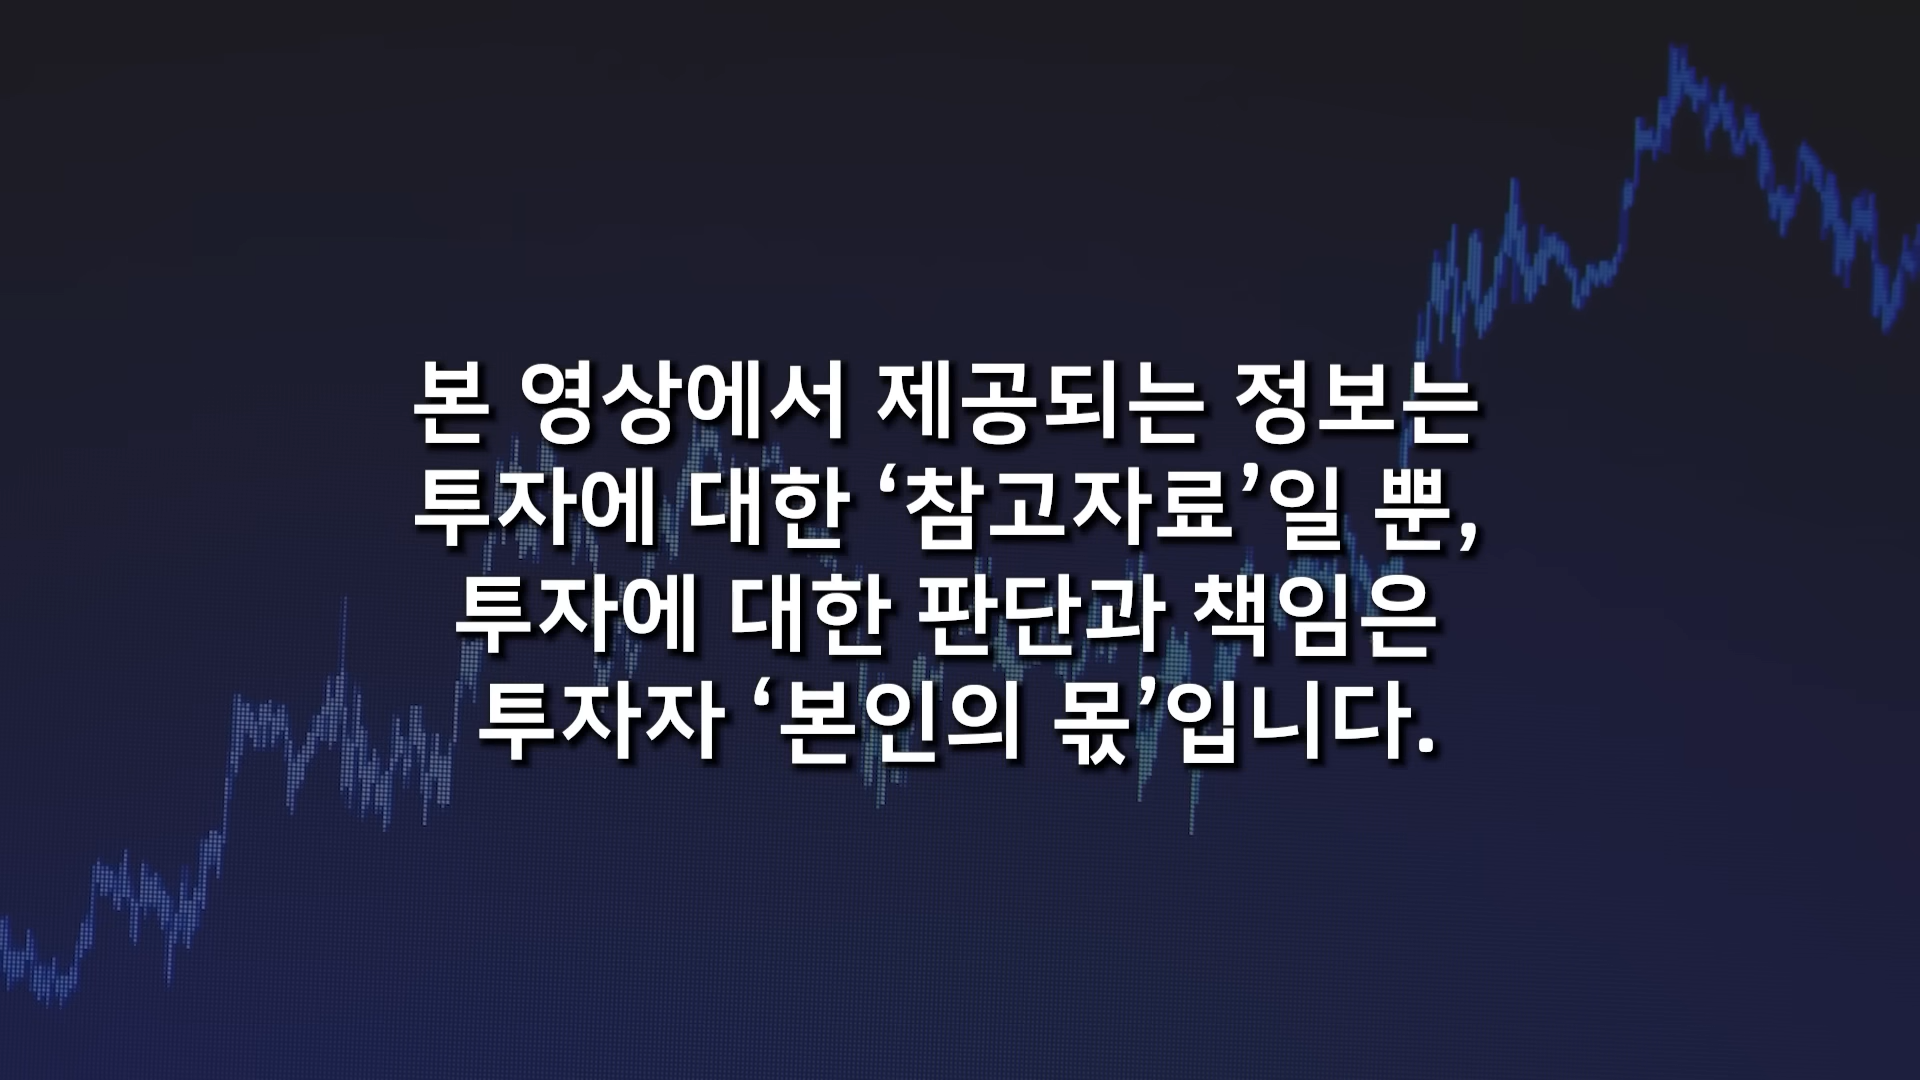 본 영상에서 제공되는 정보는
투자에 대한 ‘참고자료’일 뿐,
투자에 대한 판단과 책임은
투자자 ‘본인의 몫’입니다.